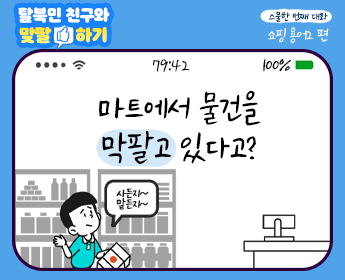 탈북민 친구와
맞팔하기
스물한 번째 대화
쇼핑 용어2 편
79:42
100%
마트에서 물건을
막팔고 있다고?
사든지~
말든지~